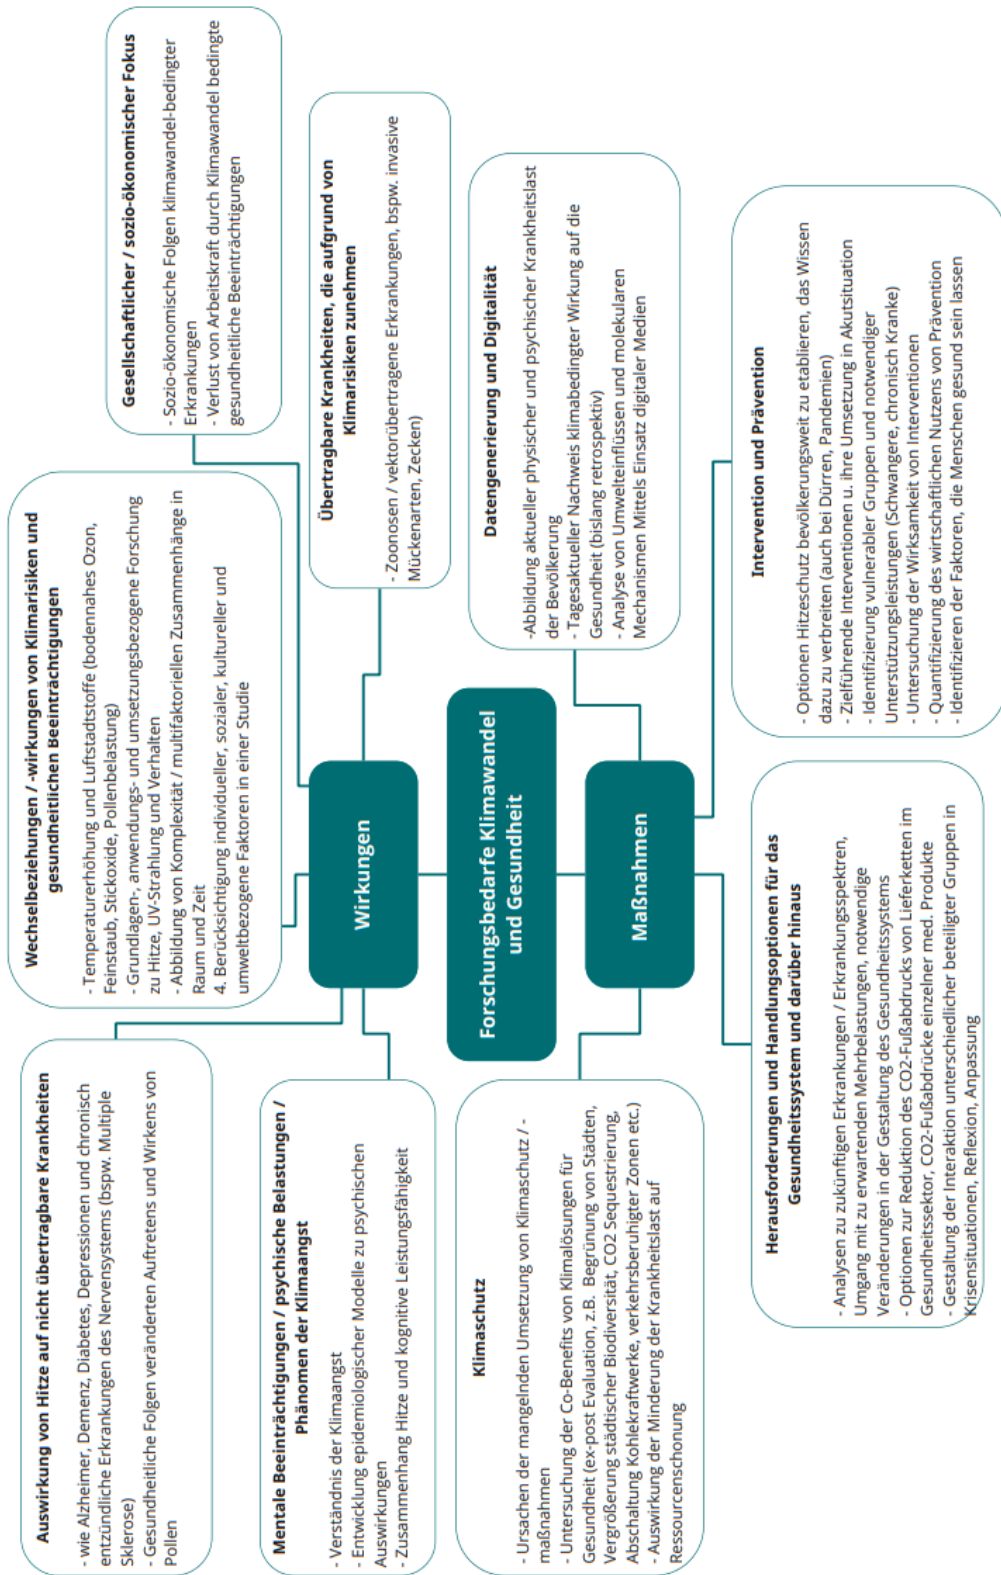 Auswirkung von Hitze auf nicht übertragbare Krankheiten
- wie Alzheimer, Demenz, Diabetes, Depressionen und chronisch
entzündliche Erkrankungen des Nervensystems (bspw. Multiple
Sklerose)
- Gesundheitliche Folgen veränderten Auftretens und Wirkens von
Pollen
Wechselbeziehungen / -wirkungen von Klimarisiken und
gesundheitlichen Beeinträchtigungen
- Temperaturerhöhung und Luftstadtstoffe (bodennahes Ozon,
Feinstaub, Stickoxide, Pollenbelastung)
- Grundlagen-, anwendungs- und umsetzungsbezogene Forschung
zu Hitze, UV-Strahlung und Verhalten
- Abbildung von Komplexität / multifaktoriellen Zusammenhänge in
Raum und Zeit
4. Berücksichtigung individueller, sozialer, kultureller und
umweltbezogene Faktoren in einer Studie
Gesellschaftlicher / sozio-ökonomischer Fokus
- Sozio-ökonomische Folgen klimawandel-bedingter
Erkrankungen
- Verlust von Arbeitskraft durch Klimawandel bedingte
gesundheitliche Beeinträchtigungen
Mentale Beeinträchtigungen / psychische Belastungen /
Phänomen der Klimaangst
- Verständnis der Klimaangst
- Entwicklung epidemiologischer Modelle zu psychischen
Auswirkungen
- Zusammenhang Hitze und kognitive Leistungsfähigkeit
Wirkungen
Übertragbare Krankheiten, die aufgrund von
Klimarisiken zunehmen
- Zoonosen / vektorübertragene Erkrankungen, bspw. invasive
Mückenarten, Zecken)
Forschungsbedarfe Klimawandel
und Gesundheit
Klimaschutz
- Ursachen der mangelnden Umsetzung von Klimaschutz / -
maßnahmen
- Untersuchung der Co-Benefits von Klimalösungen für
Gesundheit (ex-post Evaluation, z.B. Begrünung von Städten,
Vergrößerung städtischer Biodiversität, CO2 Sequestrierung,
Abschaltung Kohlekraftwerke, verkehrsberuhigter Zonen etc.)
- Auswirkung der Minderung der Krankheitslast auf
Ressourcenschonung
Maßnahmen
Datengenerierung und Digitalität
-Abbildung aktueller physischer und psychischer Krankheitslast
der Bevölkerung
- Tagesaktueller Nachweis klimabedingter Wirkung auf die
Gesundheit (bislang retrospektiv)
- Analyse von Umwelteinflüssen und molekularen
Mechanismen Mittels Einsatz digitaler Medien
Herausforderungen und Handlungsoptionen für das
Gesundheitssystem und darüber hinaus
- Analysen zu zukünftigen Erkrankungen / Erkrankungsspektren,
Umgang mit zu erwartenden Mehrbelastungen, notwendige
Veränderungen in der Gestaltung des Gesundheitssystems
- Optionen zur Reduktion des CO2-Fußabdrucks von Lieferketten im
Gesundheitssektor, CO2-Fußabdrücke einzelner med. Produkte
- Gestaltung der Interaktion unterschiedlicher beteiligter Gruppen in
Krisensituationen, Reflexion, Anpassung
Intervention und Prävention
- Optionen Hitzeschutz bevölkerungsweit zu etablieren, das Wissen
dazu zu verbreiten (auch bei Dürren, Pandemien)
- Zielführende Interventionen u. ihre Umsetzung in Akutsituation
- Identifizierung vulnerabler Gruppen und notwendiger
Unterstützungsleistungen (Schwangere, chronisch Kranke)
- Untersuchung der Wirksamkeit von Interventionen
- Quantifizierung des wirtschaftlichen Nutzens von Prävention
- Identifizieren der Faktoren, die Menschen gesund sein lassen